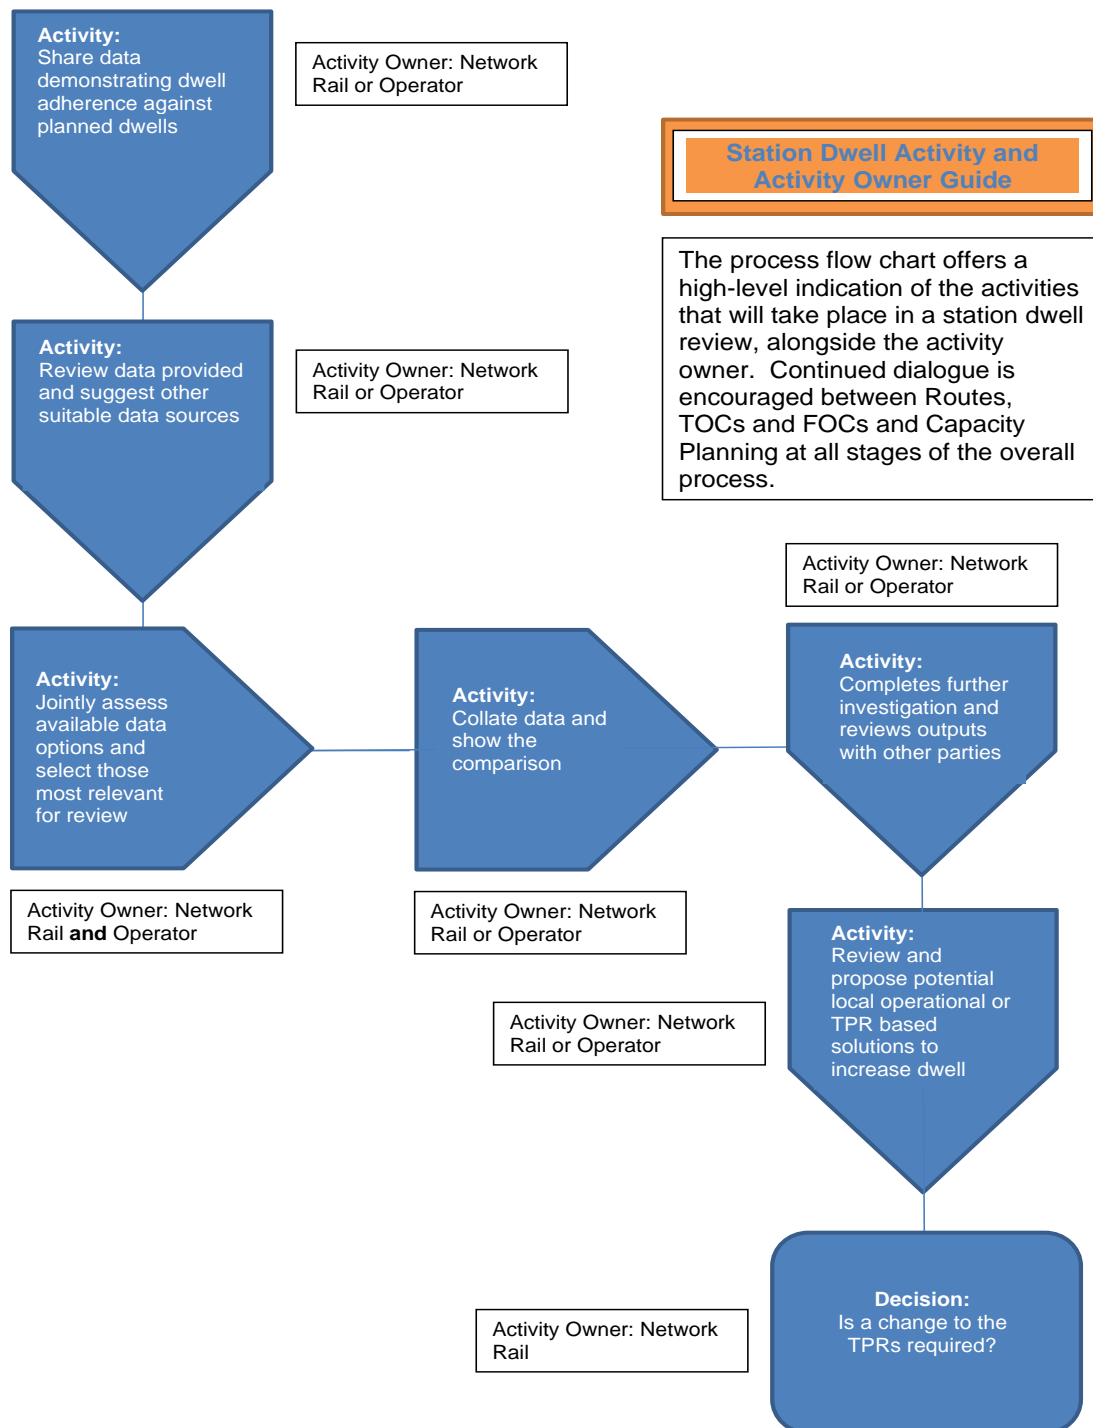 Activity:
Share data
demonstrating dwell
adherence against
planned dwells
Activity Owner: Network
Rail or Operator
Station Dwell Activity and
Activity Owner Guide
The process flow chart offers a
high-level indication of the activities
that will take place in a station dwell
review, alongside the activity
owner.  Continued dialogue is
encouraged between Routes,
TOCs and FOCs and Capacity
Planning at all stages of the overall
process.
Activity:
Review data provided
and suggest other
suitable data sources
Activity Owner: Network
Rail or Operator
Activity:
Jointly assess
available data
options and
select those
most relevant
for review
Activity Owner: Network
Rail and Operator
Activity:
Collate data and
show the
comparison
Activity Owner: Network
Rail or Operator
Activity Owner: Network
Rail or Operator
Activity:
Completes further
investigation and
reviews outputs
with other parties
Activity:
Review and
propose potential
local operational or
TPR based
solutions to
increase dwell
Activity Owner: Network
Rail or Operator
Decision:
Is a change to the
TPRs required?
Activity Owner: Network
Rail